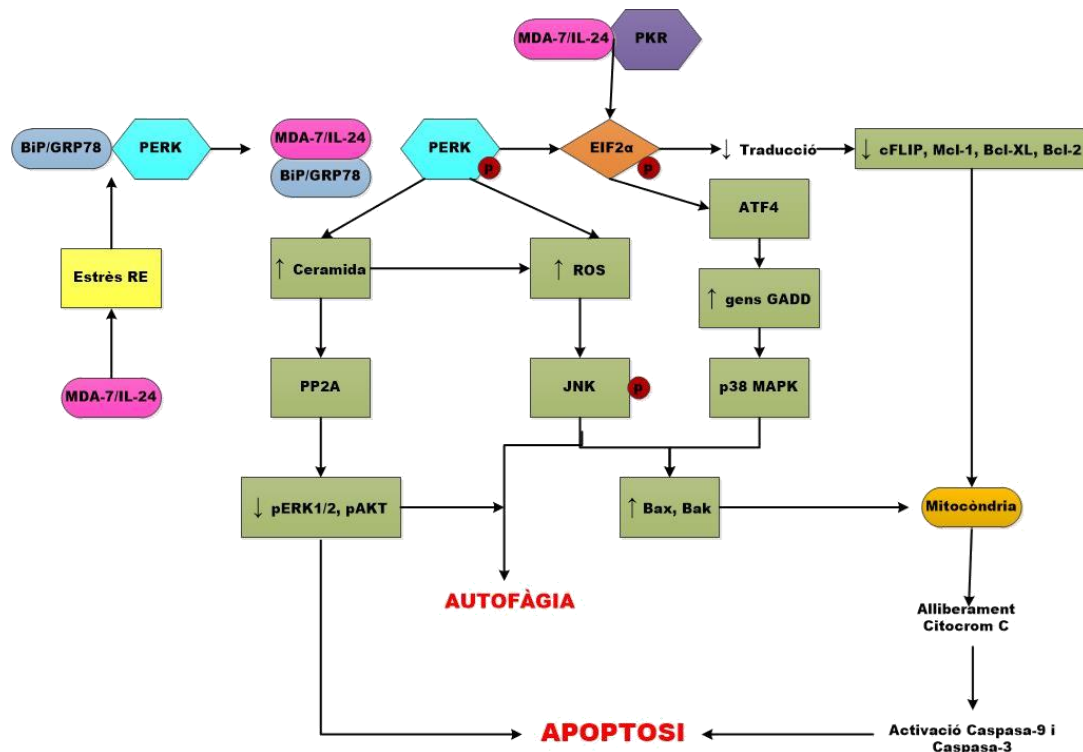 MDA-7/IL-24
PKR
BiP/GRP78
PERK
MDA-7/IL-24
BiP/GRP78
PERK
p
EIF2α
p
↓ Traducció
↓ cFLIP, Mcl-1, Bcl-XL, Bcl-2
Estrès RE
MDA-7/IL-24
↑ Ceramida
↑ ROS
ATF4
↑ gens GADD
PP2A
JNK
p
p38 MAPK
↓ pERK1/2, pAKT
↑ Bax, Bak
Mitocòndria
AUTOFÀGIA
Alliberament
Citocrom C
APOPTOSI
Activació Caspasa-9 i
Caspasa-3